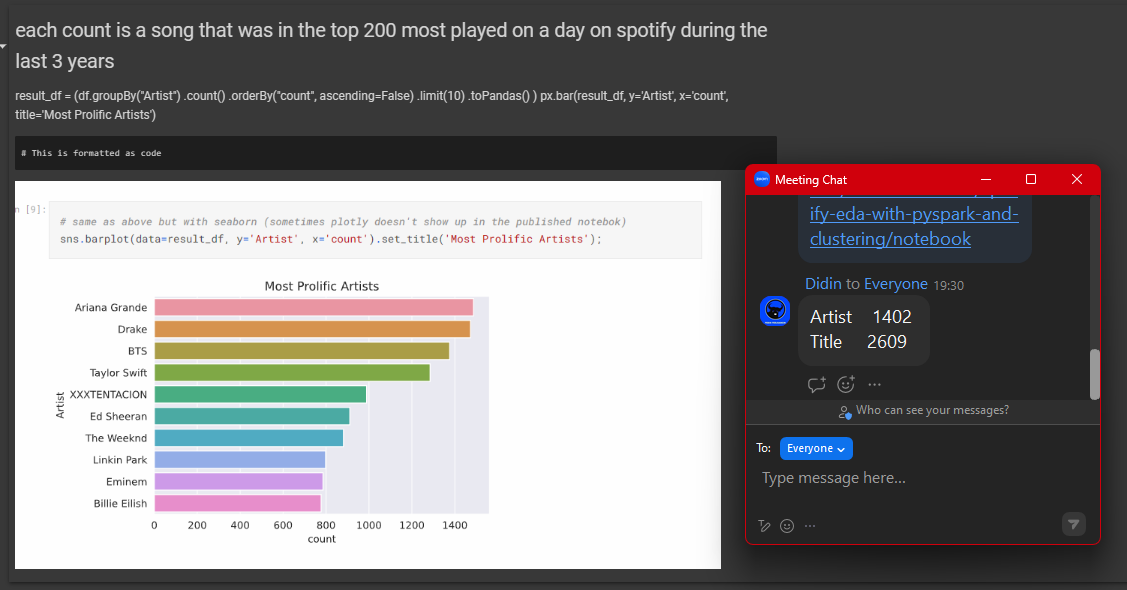 each count is a song that was in the top 200 most played on a day on spotify during the
last 3 years
result_df = (df.groupBy("Artist") .count() .orderBy("count", ascending=False) .limit(10) .toPandas() ) px.bar(result_df, y='Artist', x='count',
title='Most Prolific Artists')
# This is formatted as code
n [9]:
# same as above but with seaborn (sometimes plotly doesn't show up in the published notebok)
sns.barplot(data=result_df, y='Artist', x='count').set_title('Most Prolific Artists');
Most Prolific Artists
Artist
Ariana Grande
Drake
BTS
Taylor Swift
XXXTENTACION
Ed Sheeran
The Weeknd
Linkin Park
Eminem
Billie Eilish
0 200 400 600 800 1000 1200 1400
count
Meeting Chat
ify-eda-with-pyspark-and-
clustering/notebook
Didin to Everyone 19:30
Artist 1402
Title 2609
Who can see your messages?
To: Everyone
Type message here...